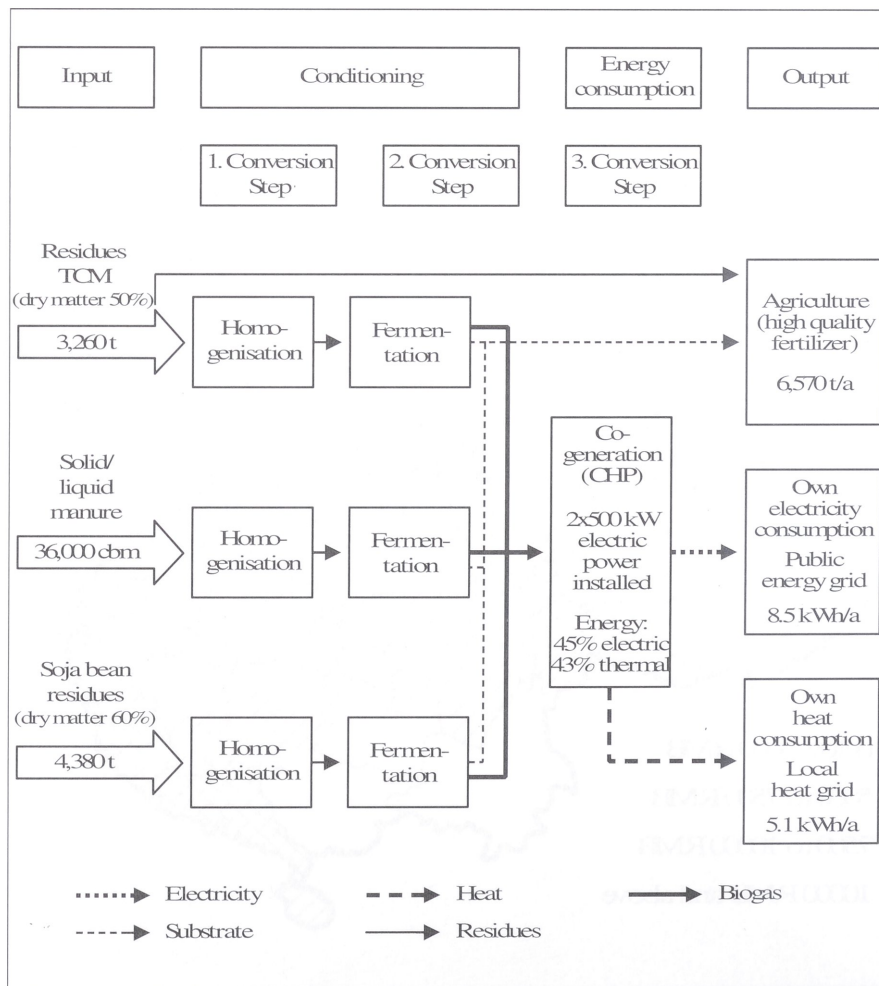 Input
Conditioning
Energy
consumption
Output
1. Conversion
Step
2. Conversion
Step
3. Conversion
Step
Residues
TCM
(dry matter 50%)
3,260 t
Homo-
genisation
Fermen-
tation
Agriculture
(high quality
fertilizer)
6,570 t/a
Solid/
liquid
manure
36,000 cbm
Homo-
genisation
Fermen-
tation
Co-
generation
(CHP)
2x500 kW
electric
power
installed
Energy:
45% electric
43% thermal
Own
electricity
consumption
Public
energy grid
8.5 kWh/a
Soja bean
residues
(dry matter 60%)
4,380 t
Homo-
genisation
Fermen-
tation
Own
heat
consumption
Local
heat grid
5.1 kWh/a
Electricity
Heat
Biogas
Substrate
Residues